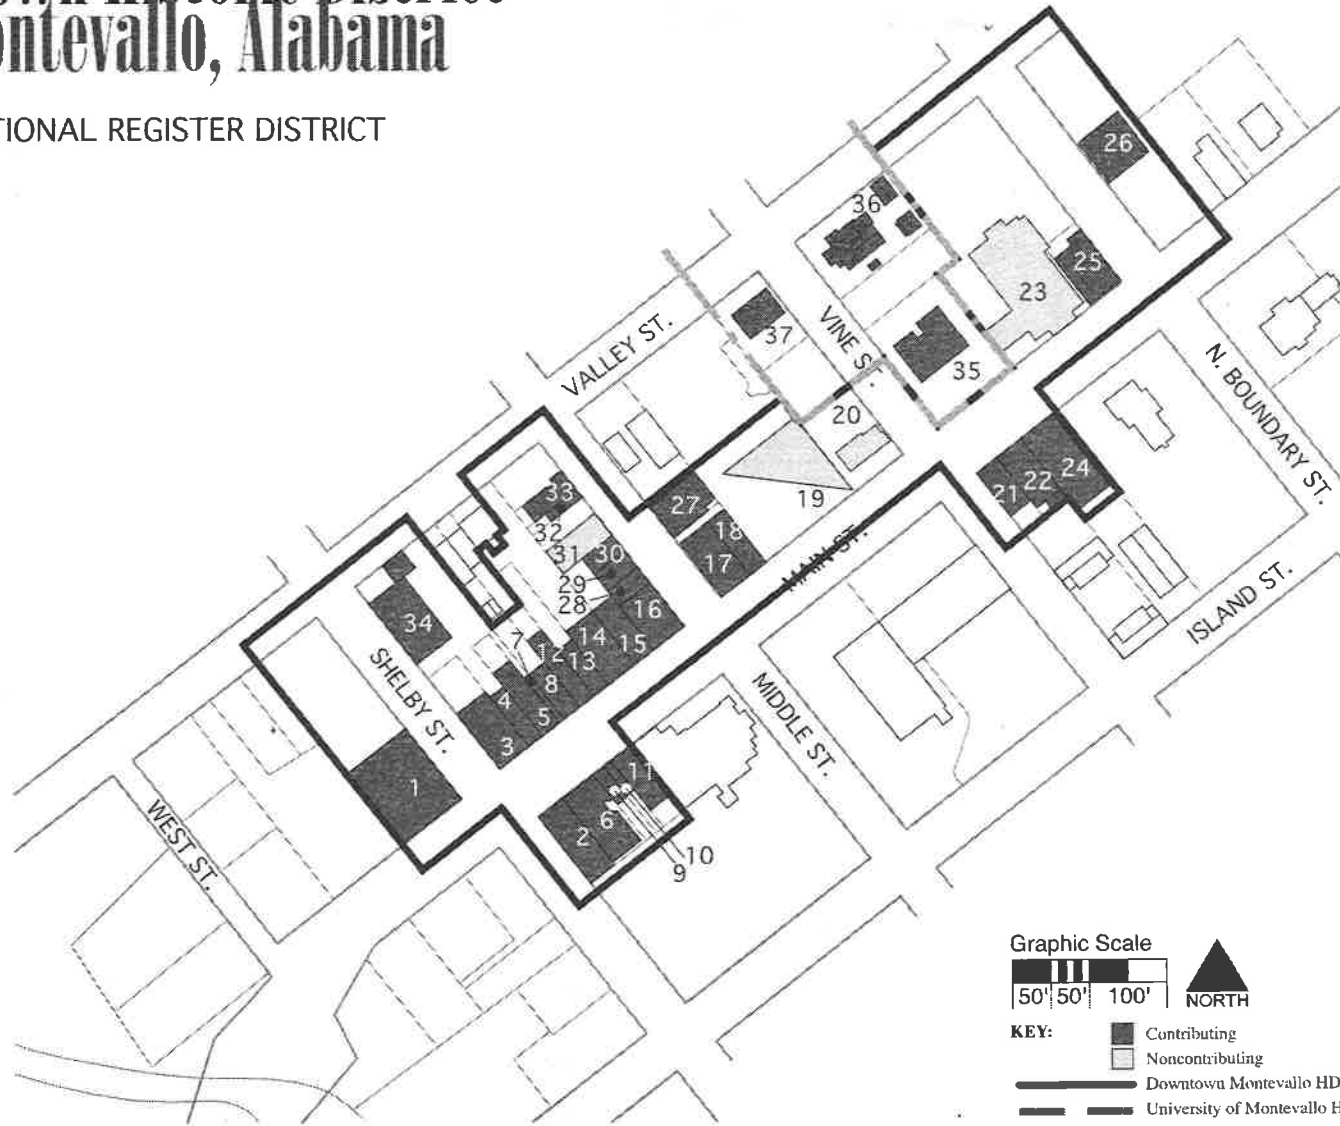 ontevallo, Alabama
TIONAL REGISTER DISTRICT
26
36
25
23
VINE S.
37
VALLEY ST.
35
N. BOUNDARY ST.
20
24
22
21
19
33
27
18
32
31
30
17
MAIN ST.
29
28
16
ISLAND ST.
34
7
14
15
12
13
SHELBY ST.
8
4
5
3
MIDDLE ST.
11
1
WEST ST.
6
2
10
9
Graphic Scale
50' 50' 100'
NORTH
KEY:
Contributing
Noncontributing
Downtown Montevallo HD
University of Montevallo H